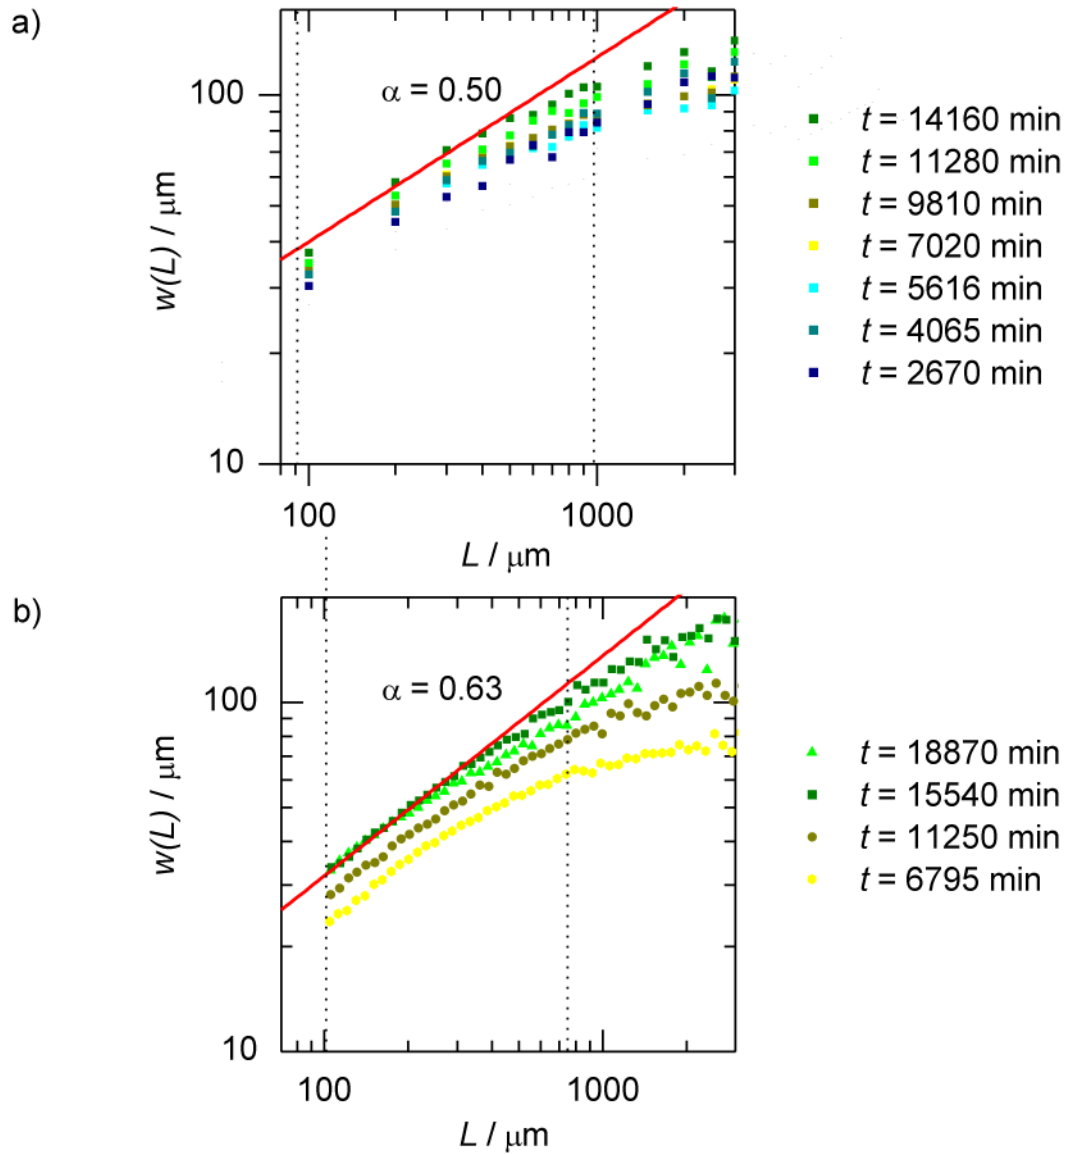 a)
α = 0.50
100
10
w(L) / μm
100
1000
L / μm
t = 14160 min
t = 11280 min
t = 9810 min
t = 7020 min
t = 5616 min
t = 4065 min
t = 2670 min
b)
α = 0.63
100
10
w(L) / μm
100
1000
L / μm
t = 18870 min
t = 15540 min
t = 11250 min
t = 6795 min